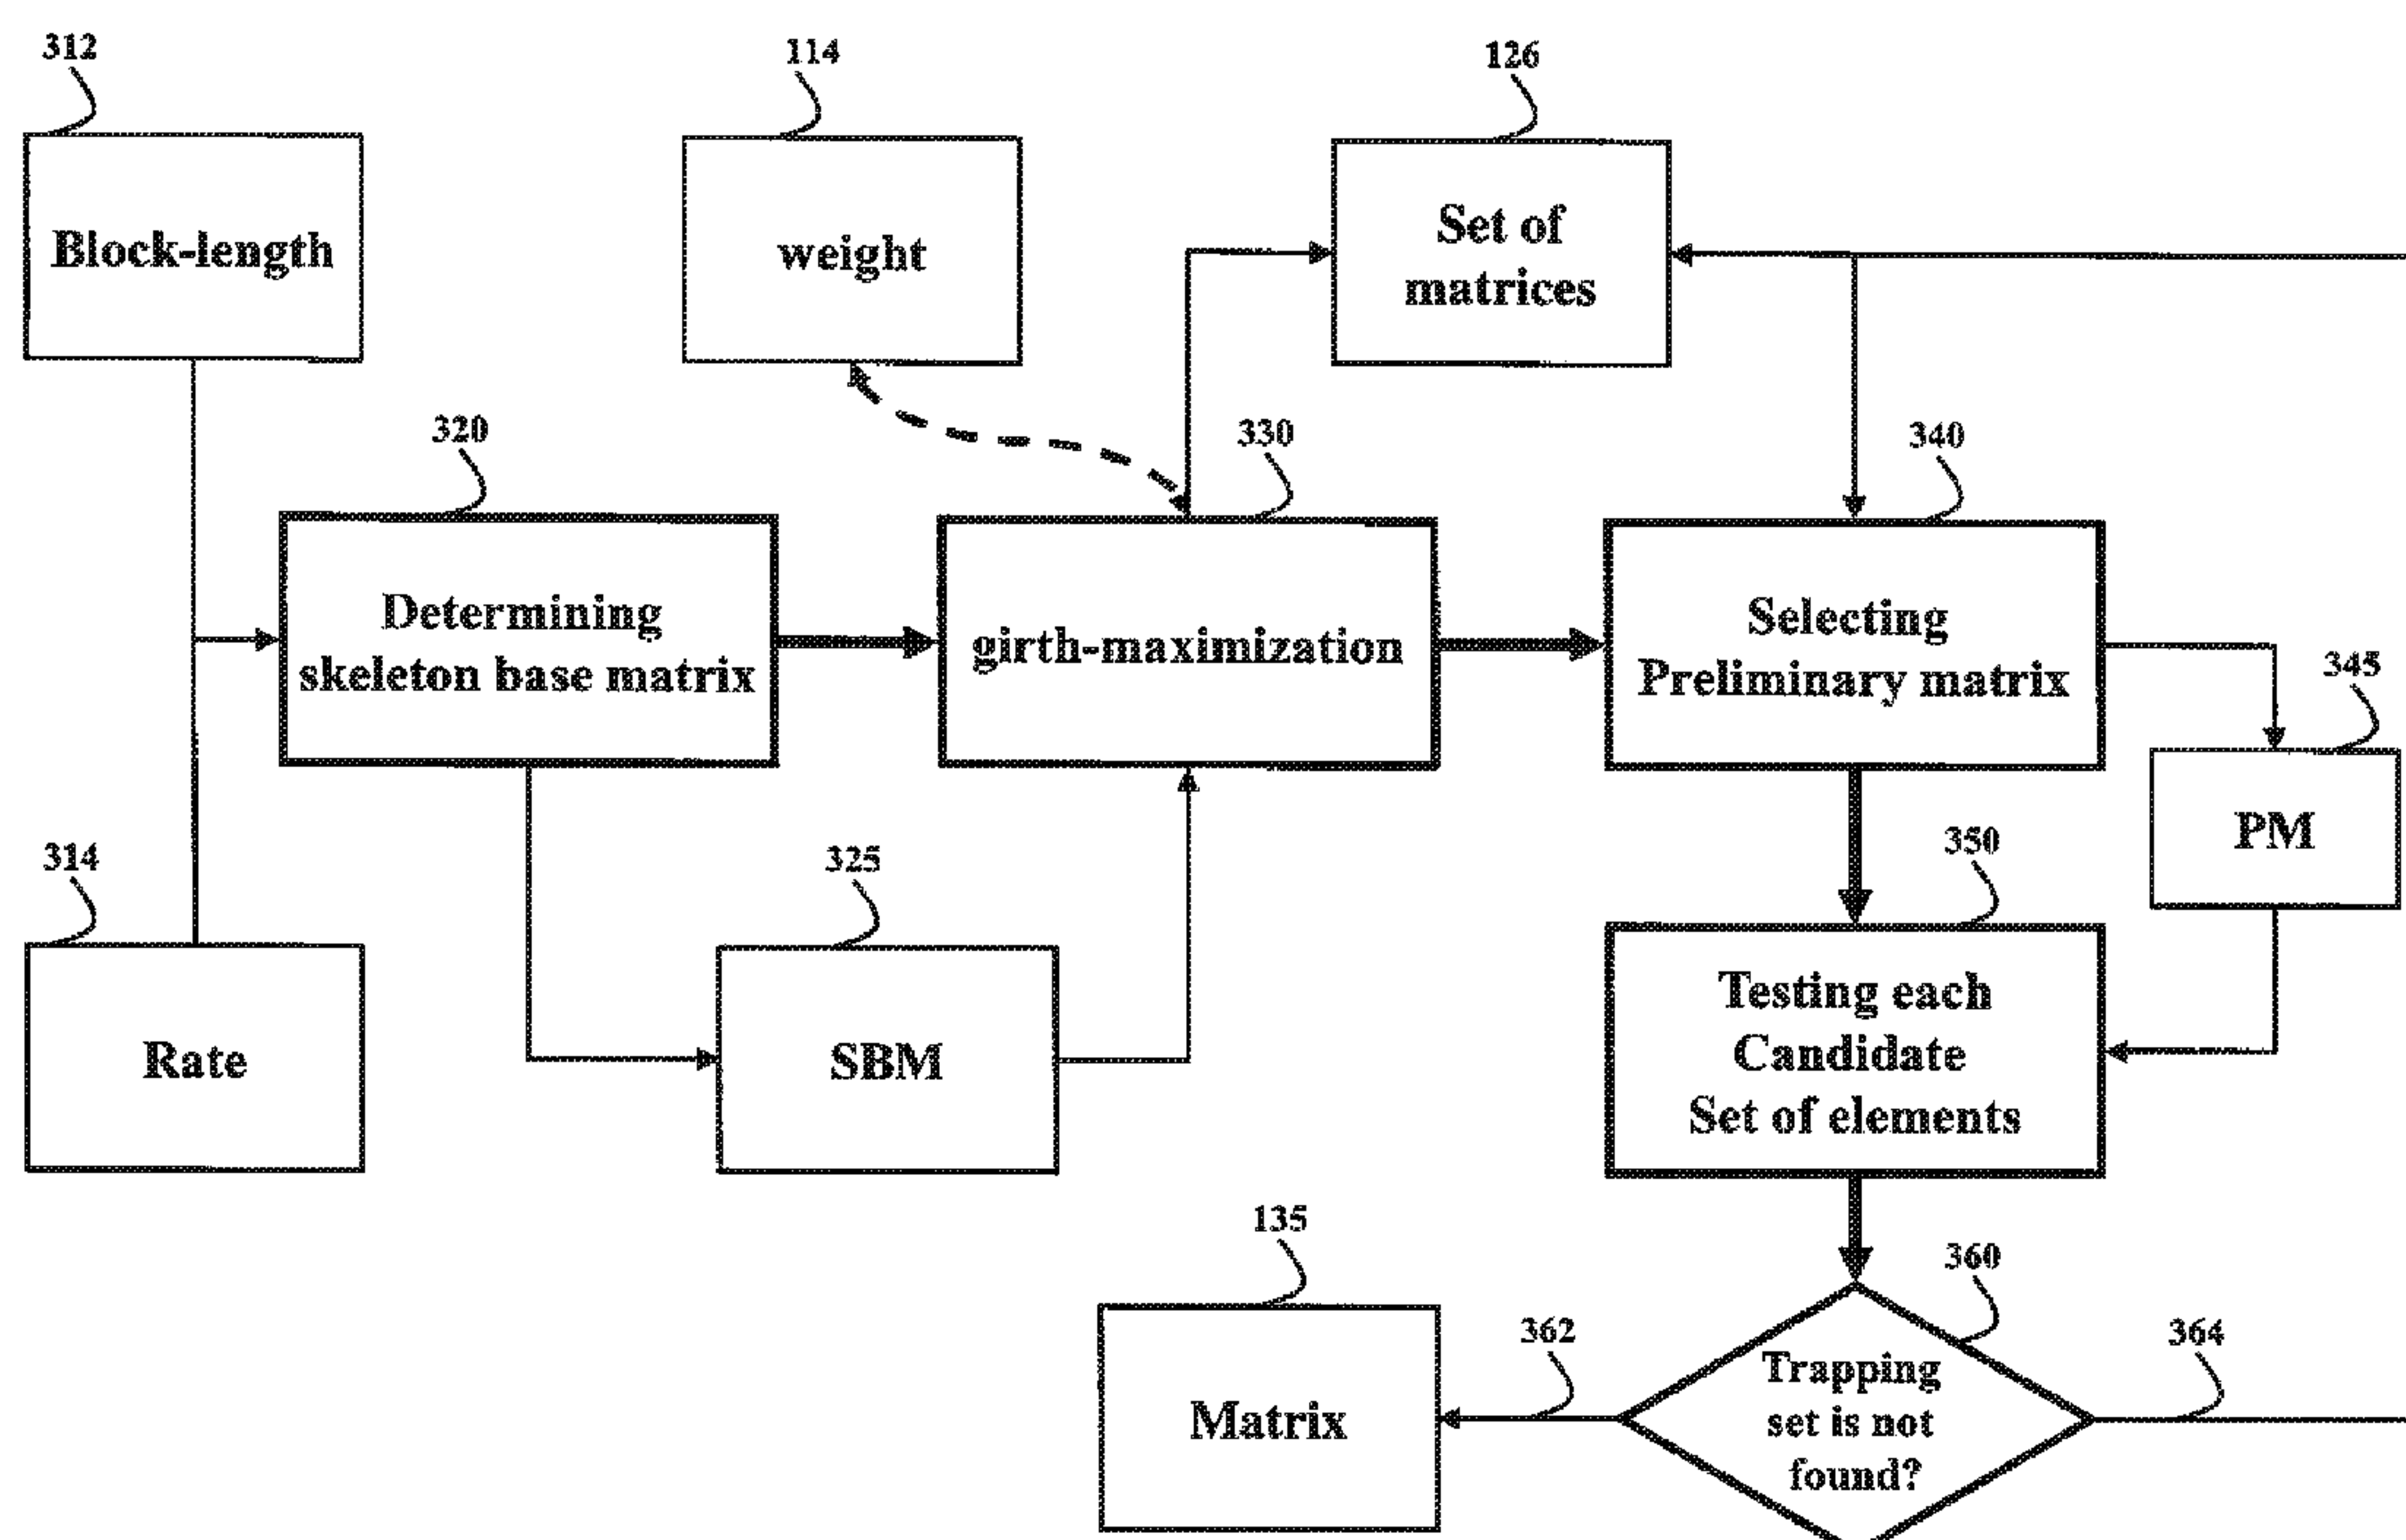 312
114
126
Block-length
weight
Set of
matrices
320
330
340
Determining
skeleton base matrix
girth-maximization
Selecting
Preliminary matrix
345
PM
314
325
350
Rate
SBM
Testing each
Candidate
Set of elements
135
360
362
364
Matrix
Trapping
set is not
found?